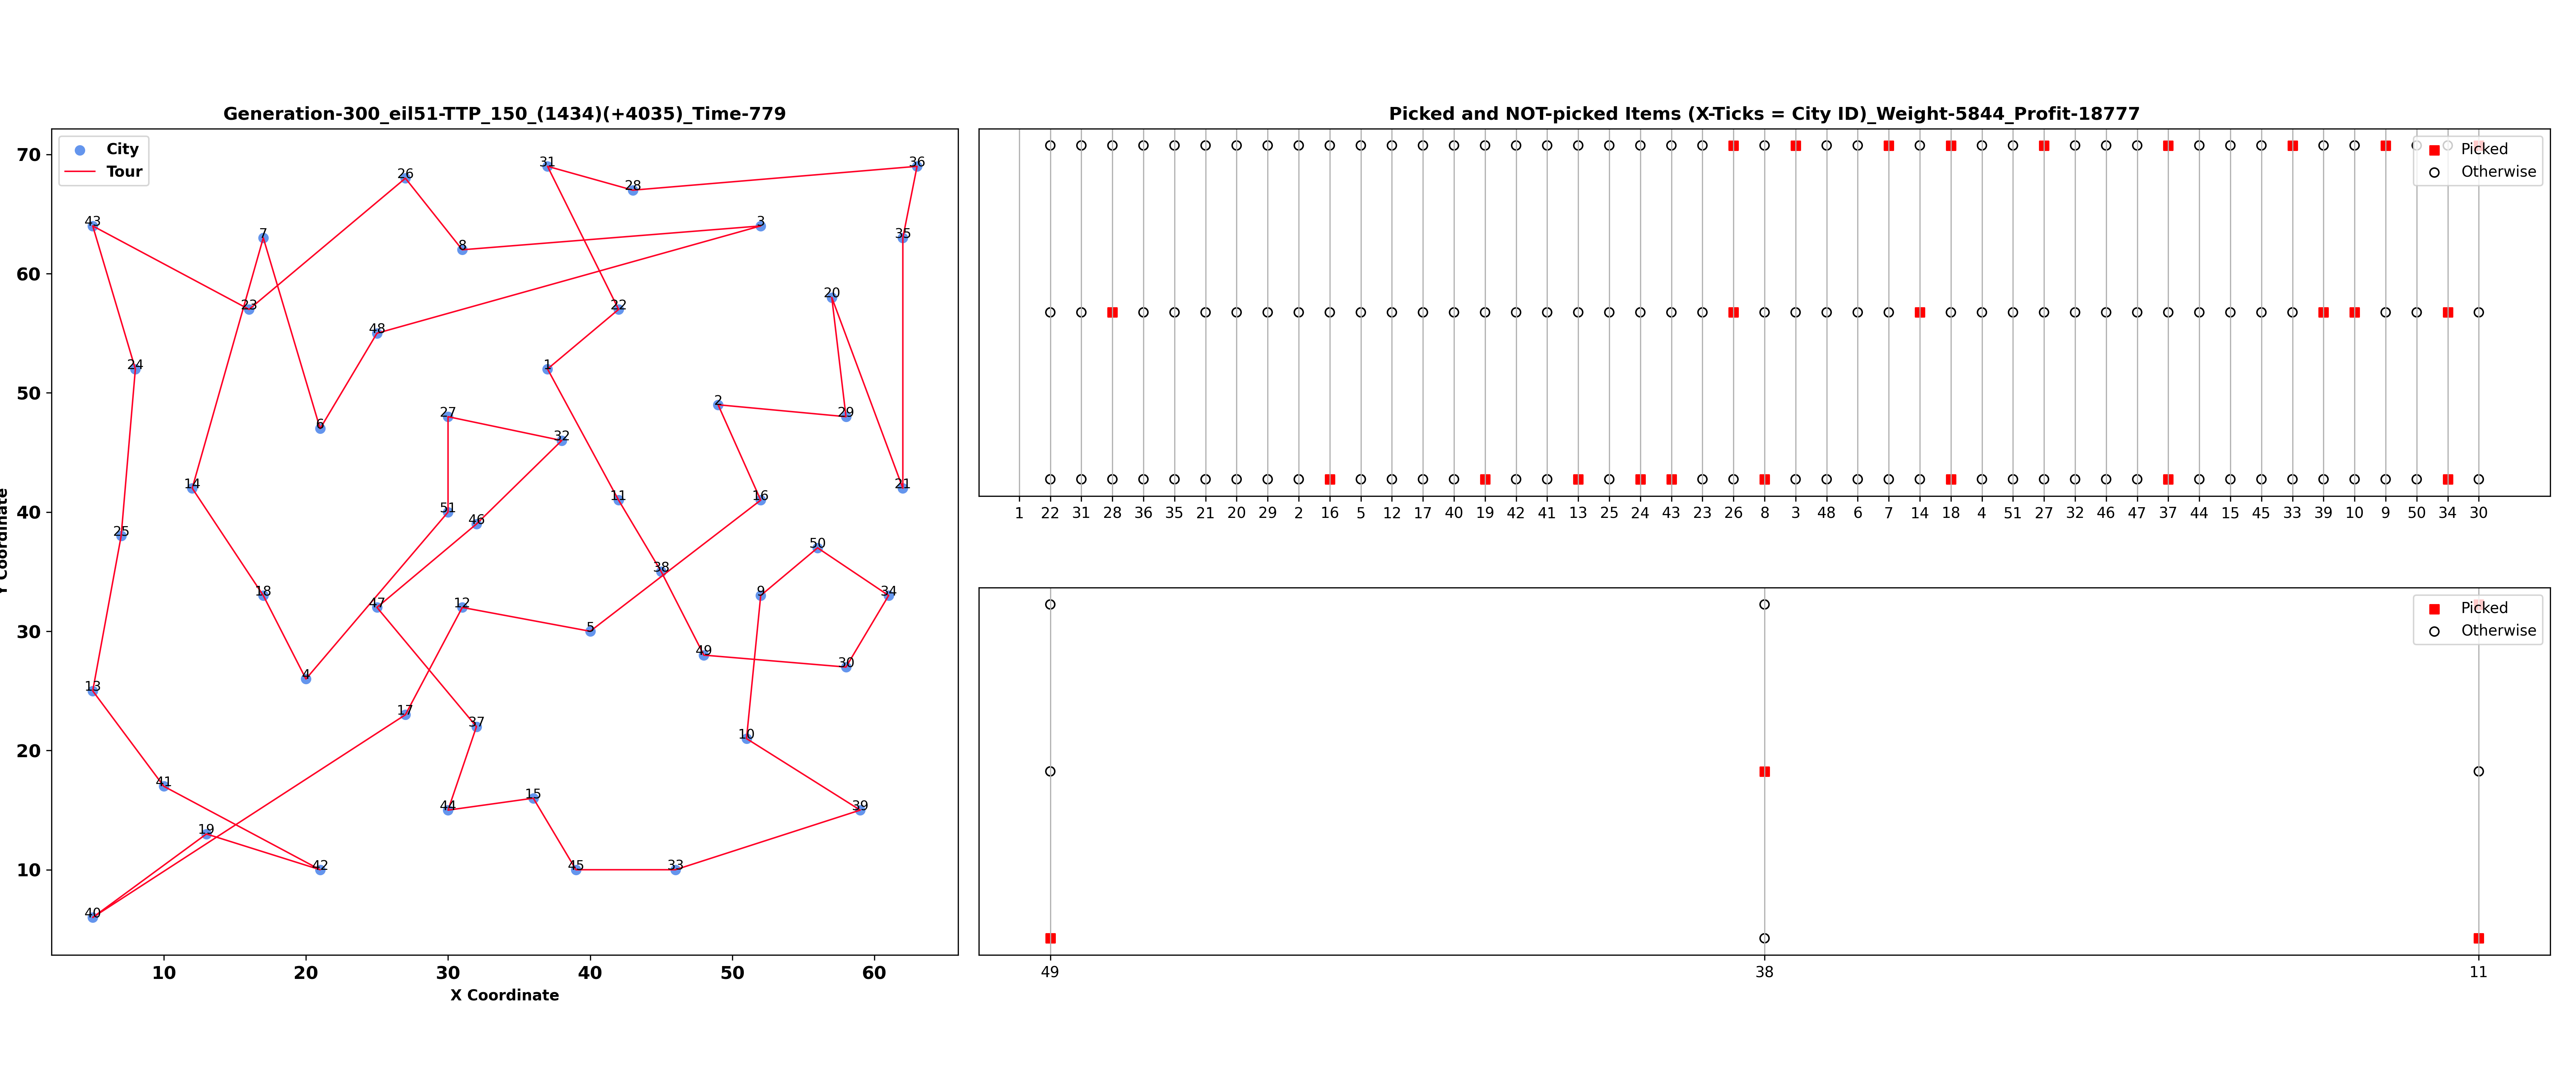 Generation-300_eil51-TTP_150_(1434)(+4035)_Time-779
City
Tour
70
60
50
40
30
20
10
Y Coordinate
31 36
28
26
43 3
7 35
8
20
23 22
48
24 1
2
27 29
6 32
14 21
11 16
51
46
25
38 50
18 9 34
47 12
5
49 30
4
13
17
37
10
41
15
44 39
19
42 45 33
40
10 20 30 40 50 60
X Coordinate
Picked and NOT-picked Items (X-Ticks = City ID)_Weight-5844_Profit-18777
Picked
Otherwise
1 22 31 28 36 35 21 20 29 2 16 5 12 17 40 19 42 41 13 25 24 43 23 26 8 3 48 6 7 14 18 4 51 27 32 46 47 37 44 15 45 33 39 10 9 50 34 30
Picked
Otherwise
49 38 11